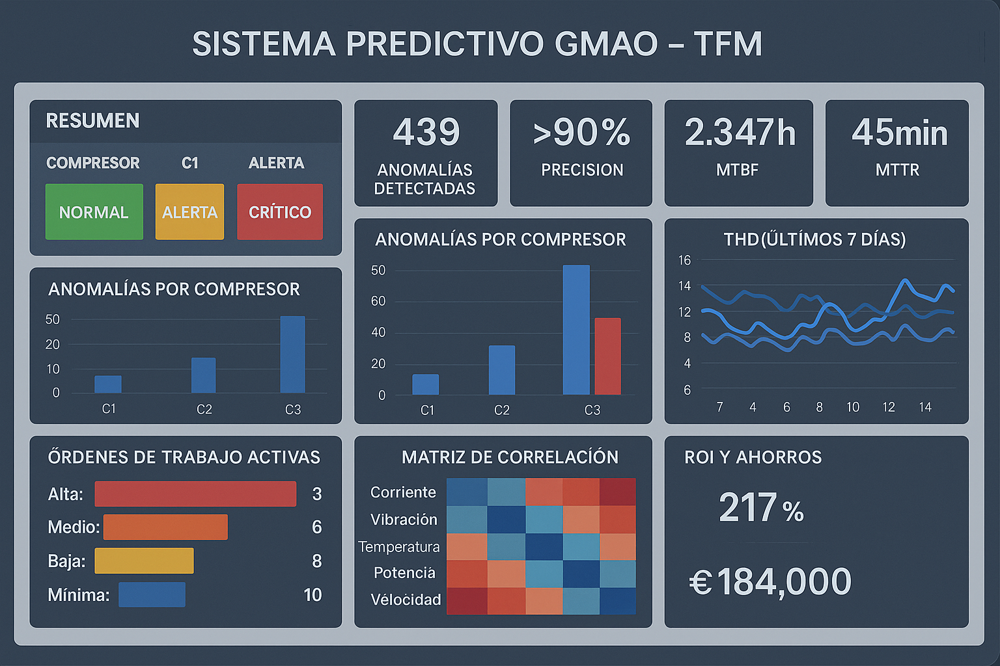 SISTEMA PREDICTIVO GMAO – TFM
RESUMEN
COMPRESOR C1 ALERTA
NORMAL ALERTA CRÍTICO
439
ANOMALÍAS
DETECTADAS
>90%
PRECISION
2.347h
MTBF
45min
MTTR
ANOMALÍAS POR COMPRESOR
50
20
10
0
C1 C2 C3
ANOMALÍAS POR COMPRESOR
50
60
40
20
0
C1 C2 C3
THD(ŰLTÍMOS 7 DÍAS)
16
14
12
8
4
6
7 4 6 8 10 12 14
ŐRDENES DE TRABAJO ACTIVAS
Alta: 3
Medio: 6
Baja: 8
Mínima: 10
MATRIZ DE CORRELACÍÓN
Corriente
Vibración
Temperatura
Potenciá
Vélocidad
ROI Y AHORROS
217 %
€184,000